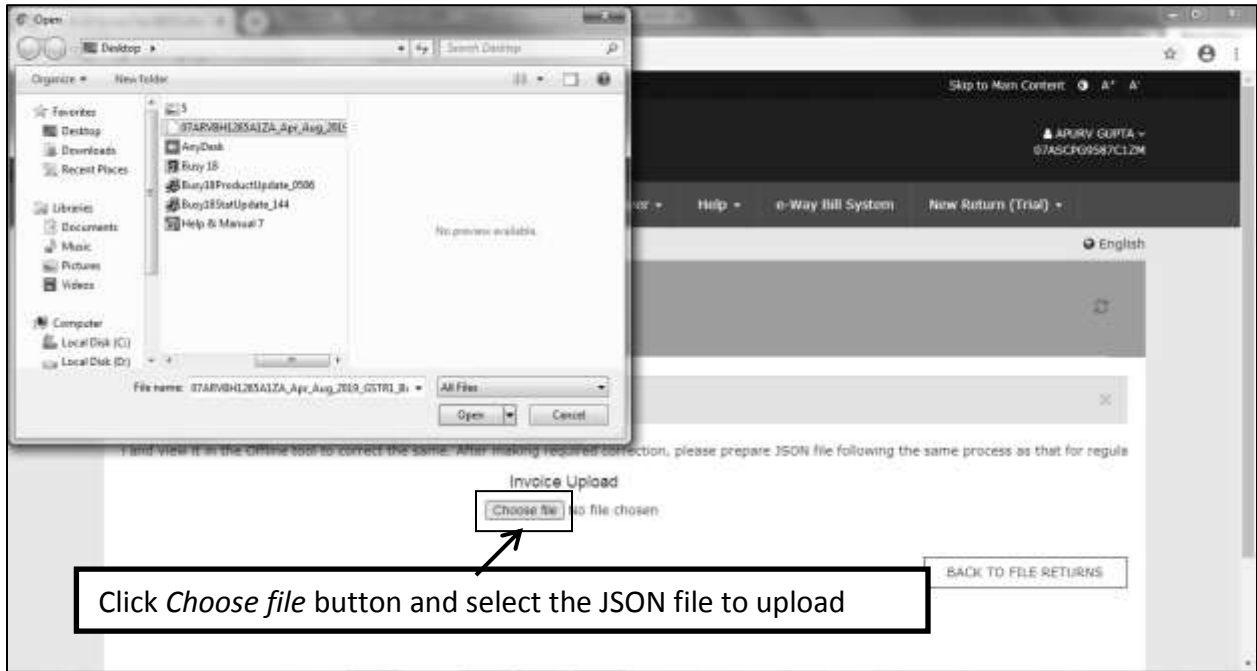 Open
Desktop
Search Desktop
Organize
New folder
Favorites
Desktop
Downloads
Recent Places
Libraries
Documents
Music
Pictures
Videos
Computer
Local Disk (C:)
Local Disk (D:)
5
07ARVBH1265A1ZA_Apr_Aug_2019
AnyDesk
Busy 18
Busy18ProductUpdate_0506
Busy18StatUpdate_144
Help & Manual 7
No preview available.
File name: 07ARVBH1265A1ZA_Apr_Aug_2019_GSTR1_B
All Files
Open
Cancel
Skip to Main Content A+ A-
APURV GUPTA
07ASCPG9587C1ZM
Help
e-Way Bill System
New Return (Trial)
English
and view it in the Offline tool to correct the same. After making required correction, please prepare JSON file following the same process as that for regula
Invoice Upload
Choose file No file chosen
BACK TO FILE RETURNS
Click Choose file button and select the JSON file to upload